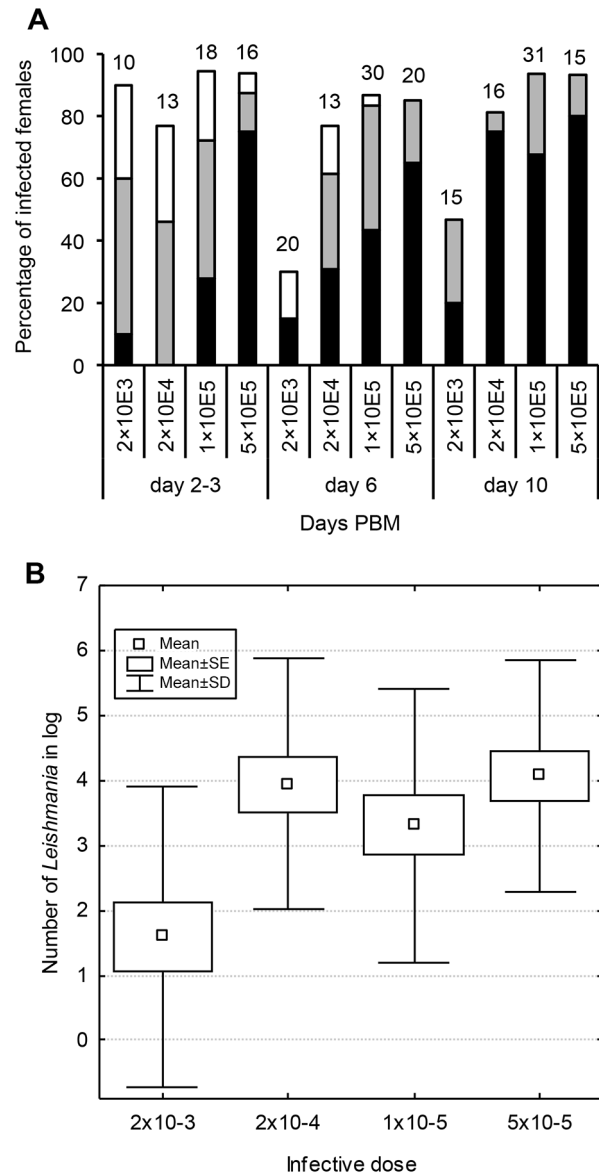 A
Percentage of infected females
100
80
60
40
20
0
10 13 18 16 20 13 30 20 15 16 31 15
2×10E3 2×10E4 1×10E5 5×10E5 2×10E3 2×10E4 1×10E5 5×10E5 2×10E3 2×10E4 1×10E5 5×10E5
day 2-3 day 6 day 10
Days PBM
B
Number of Leishmania in log
7
6
5
4
3
2
1
0
Mean
Mean±SE
Mean±SD
2x10-3 2x10-4 1x10-5 5x10-5
Infective dose